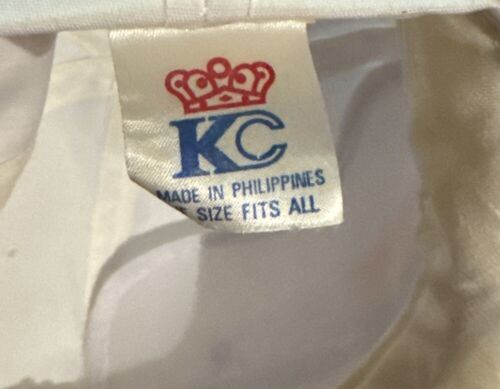 KC
MADE IN PHILIPPINES
SIZE FITS ALL